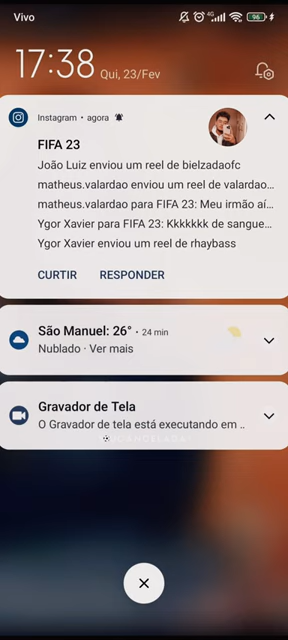 Vivo
4G
96
17:38 Qui, 23/Fev
Instagram • agora
FIFA 23
João Luiz enviou um reel de bielzadaofc
matheus.valardao enviou um reel de valardao...
matheus.valardao para FIFA 23: Meu irmão aí...
Ygor Xavier para FIFA 23: Kkkkkkk de sangue...
Ygor Xavier enviou um reel de rhaybass
CURTIR RESPONDER
São Manuel: 26° • 24 min
Nublado · Ver mais
Gravador de Tela
O Gravador de tela está executando em ..